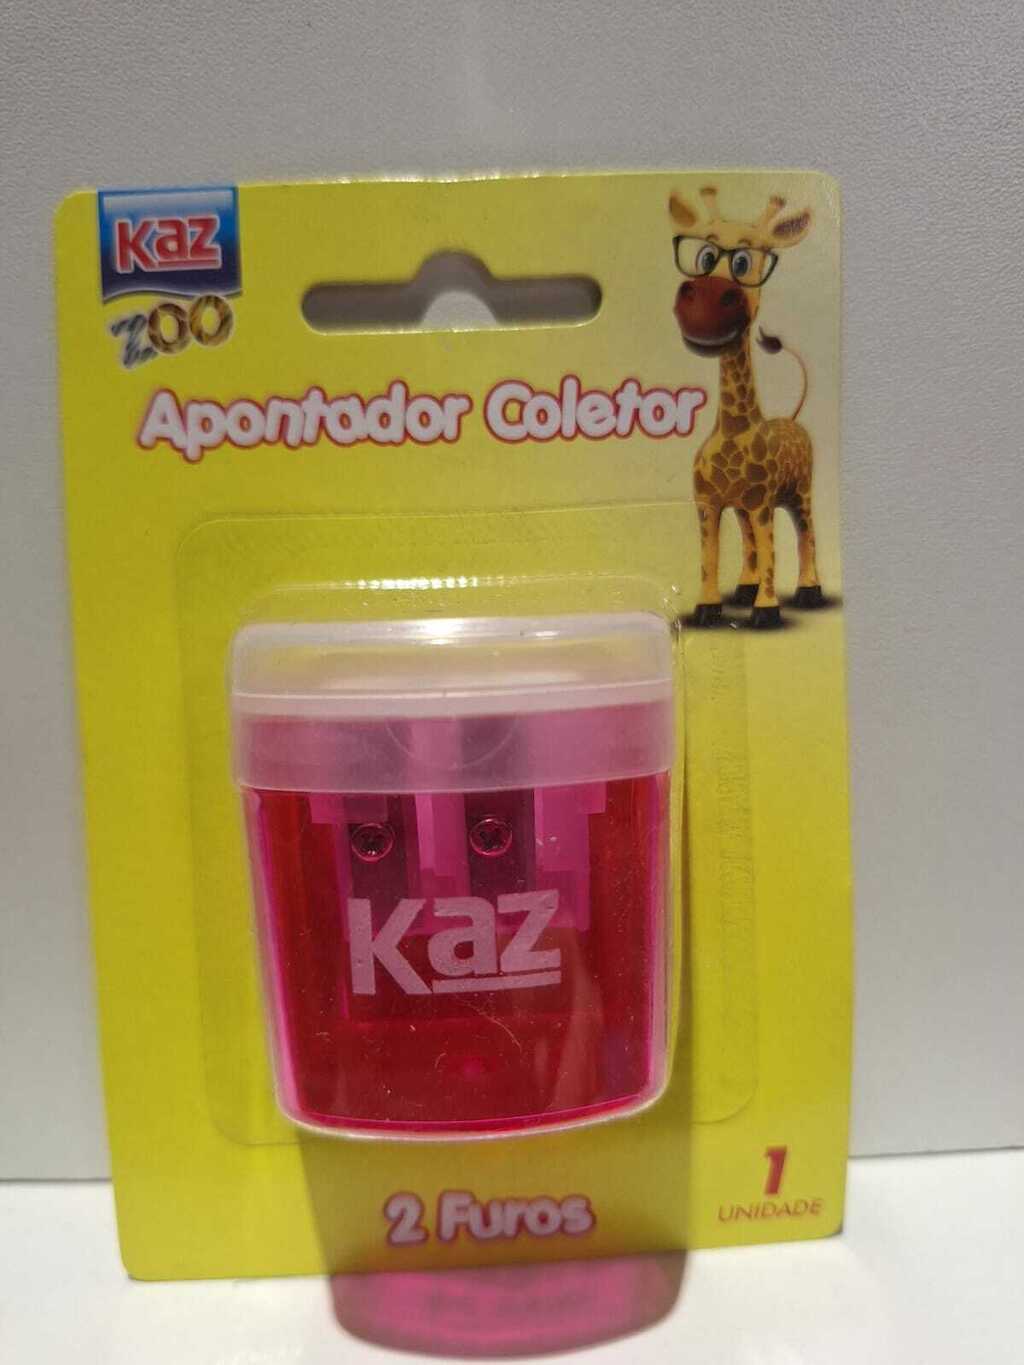 Kaz
ZOO
Apontador Coletor
Kaz
2 Furos
1
UNIDADE